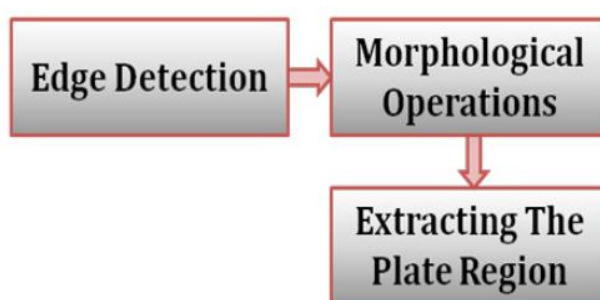 Edge Detection
Morphological
Operations
Extracting The
Plate Region